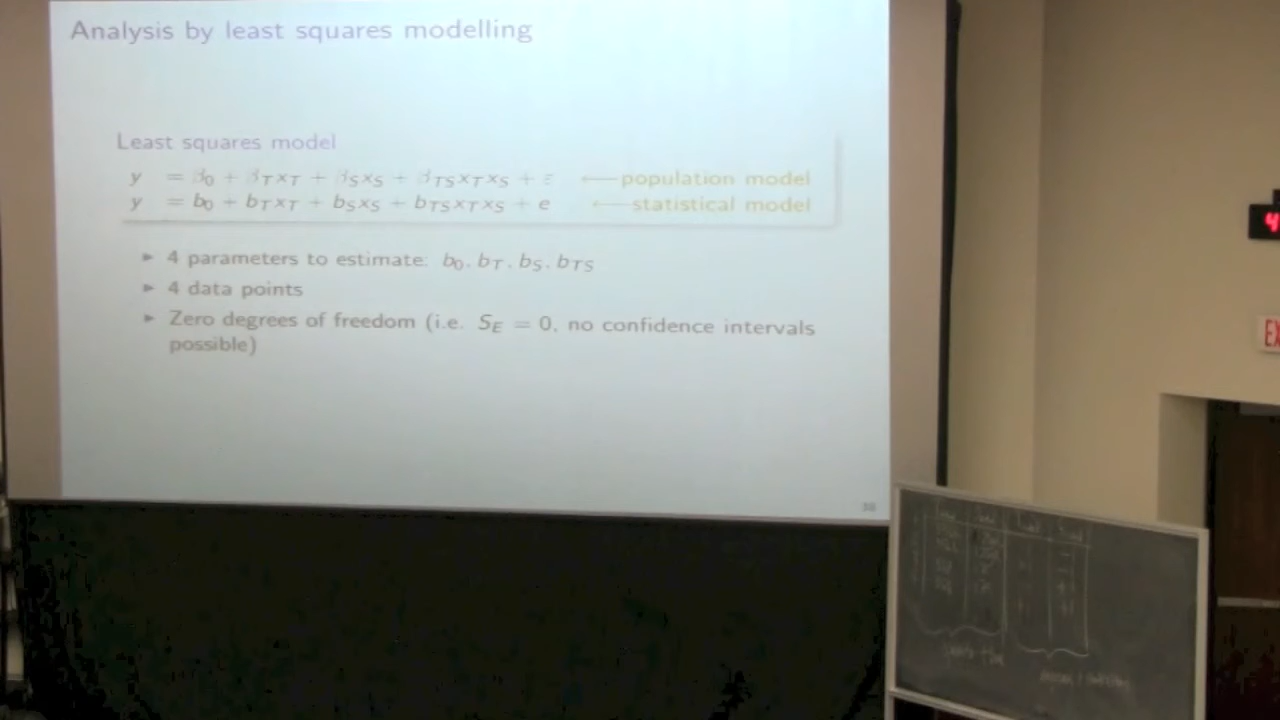 Analysis by least squares modelling
Least squares model
y = β0 + βTxT + βSxS + βTSxTxS + ε ←population model
y = b0 + bTxT + bSxS + bTSxTxS + e ←statistical model
► 4 parameters to estimate: b0, bT, bS, bTS
► 4 data points
► Zero degrees of freedom (i.e. SE = 0, no confidence intervals
possible)
4
EX